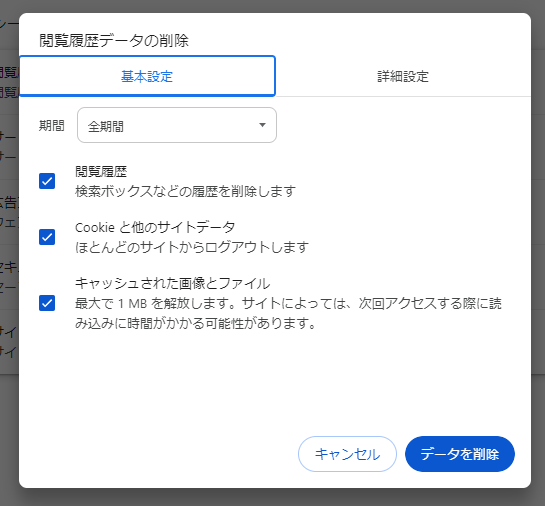 閲覧履歴データの削除
基本設定
詳細設定
期間
全期間
閲覧履歴
検索ボックスなどの履歴を削除します
Cookie と他のサイトデータ
ほとんどのサイトからログアウトします
キャッシュされた画像とファイル
最大で 1 MB を解放します。サイトによっては、次回アクセスする際に読
み込みに時間がかかる可能性があります。
キャンセル
データを削除